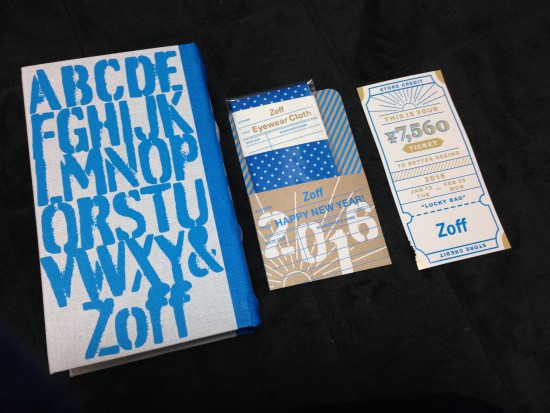 ABCDE
FGHIJK
LMNOP
QRSTU
VWXY&
Zoff
Zoff
Eyewear Cloth
Zoff
HAPPY NEW YEAR!
2016
STORE CREDIT
THIS IS YOUR
¥7,560
TICKET
TO BETTER SEEING
2016
JAN 12 — FEB 29
TUE MON
"LUCKY BAG"
Zoff
STORE CREDIT